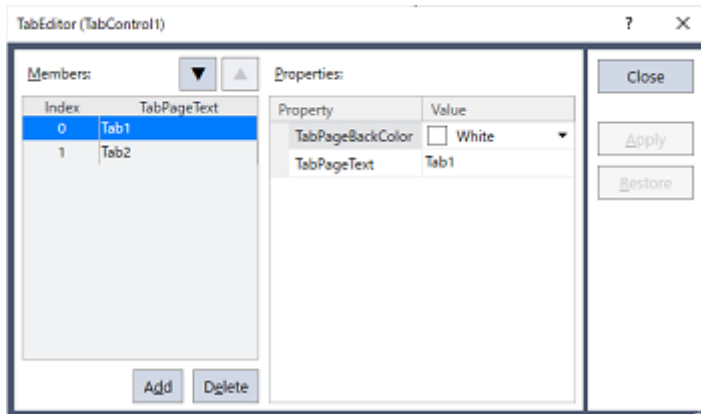 TabEditor (TabControl1)
?
Members:
▼ ▲
Properties:
Close
Index TabPageText
0 Tab1
1 Tab2
Property Value
TabPageBackColor White
TabPageText Tab1
Apply
Restore
Add Delete